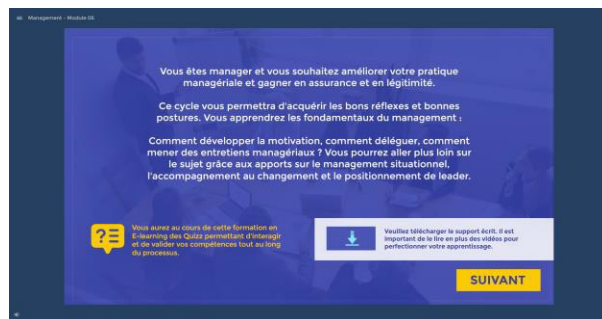 Management - Module 06
Vous êtes manager et vous souhaitez améliorer votre pratique
managériale et gagner en assurance et en légitimité.
Ce cycle vous permettra d'acquérir les bons réflexes et bonnes
postures. Vous apprendrez les fondamentaux du management :
Comment développer la motivation, comment déléguer, comment
mener des entretiens managériaux ? Vous pourrez aller plus loin sur
le sujet grâce aux apports sur le management situationnel,
l'accompagnement au changement et le positionnement de leader.
Vous aurez au cours de cette formation en
E-learning des Quizz permettant d'interagir
et de valider vos compétences tout au long
du processus.
Veuillez télécharger le support écrit. Il est
important de le lire en plus des vidéos pour
perfectionner votre apprentissage.
SUIVANT